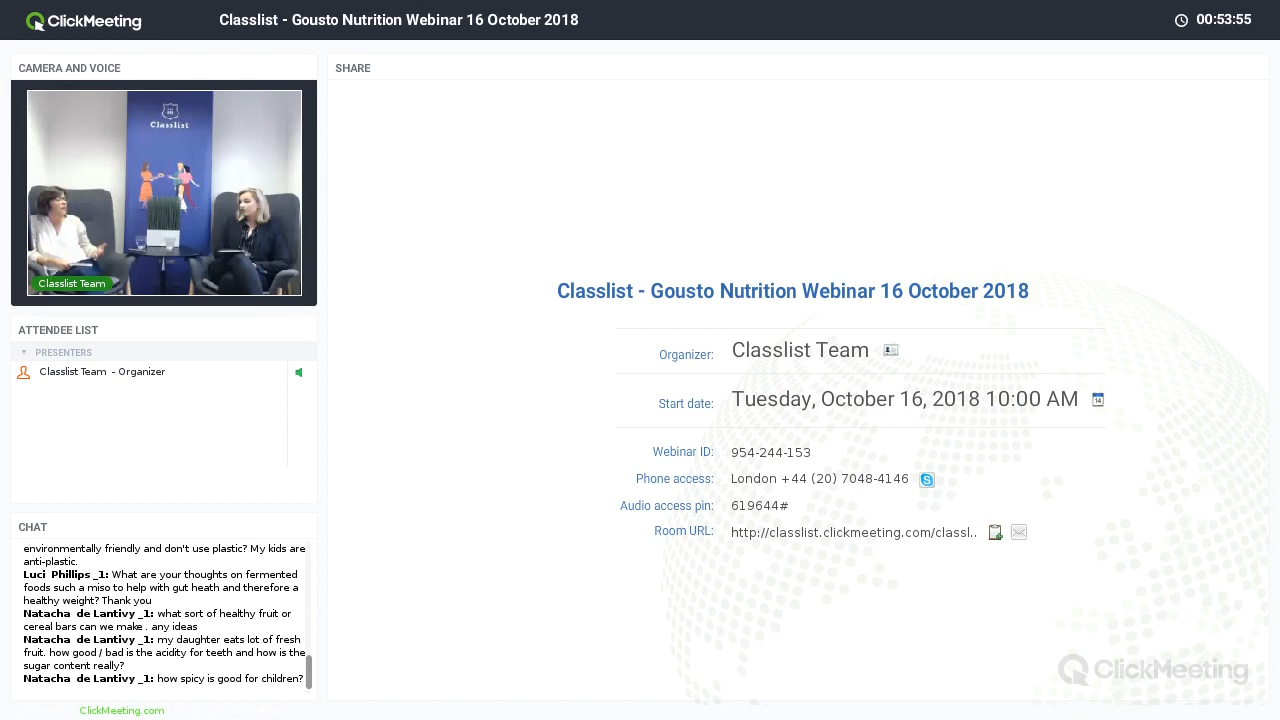 ClickMeeting
Classlist - Gousto Nutrition Webinar 16 October 2018
00:53:55
CAMERA AND VOICE
Classlist
Classlist Team
ATTENDEE LIST
PRESENTERS
Classlist Team - Organizer
CHAT
environmentally friendly and don't use plastic? My kids are
anti-plastic.
Luci Phillips _1: What are your thoughts on fermented
foods such a miso to help with gut heath and therefore a
healthy weight? Thank you
Natacha de Lantivy _1: what sort of healthy fruit or
cereal bars can we make . any ideas
Natacha de Lantivy _1: my daughter eats lot of fresh
fruit. how good / bad is the acidity for teeth and how is the
sugar content really?
Natacha de Lantivy _1: how spicy is good for children?
ClickMeeting.com
SHARE
Classlist - Gousto Nutrition Webinar 16 October 2018
Organizer: Classlist Team
Start date: Tuesday, October 16, 2018 10:00 AM
14
Webinar ID: 954-244-153
Phone access: London +44 (20) 7048-4146
Audio access pin: 619644#
Room URL: http://classlist.clickmeeting.com/classl..
ClickMeeting